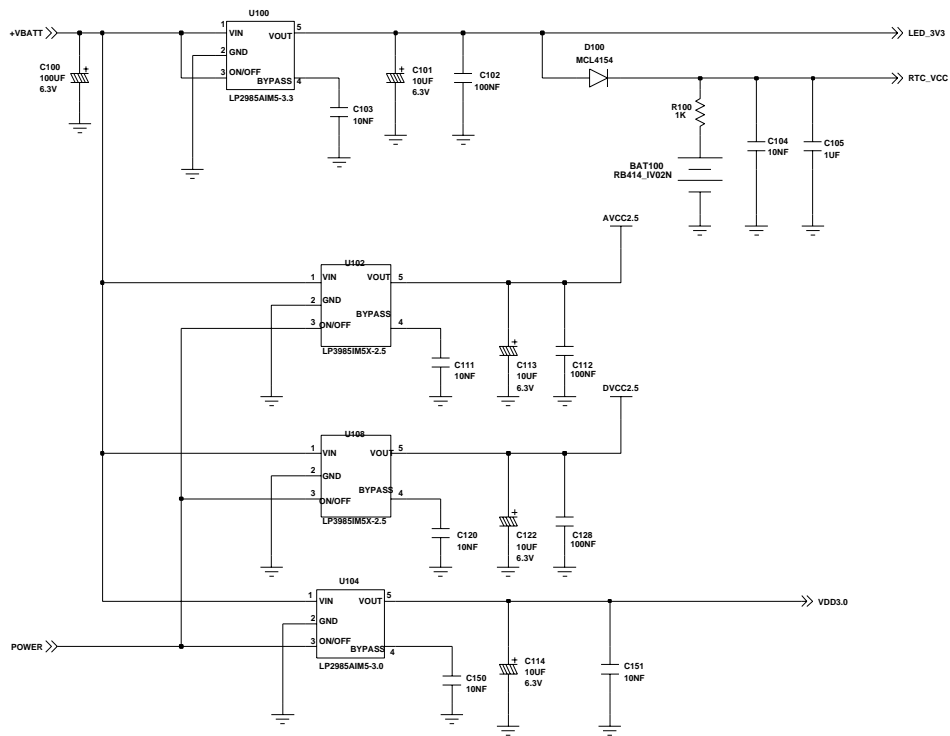 U100
+VBATT
1
VIN
VOUT
5
LED_3V3
2
GND
3
ON/OFF
BYPASS
4
LP2985AIM5-3.3
C100
100UF
6.3V
C103
10NF
C101
10UF
6.3V
C102
100NF
D100
MCL4154
RTC_VCC
R100
1K
BAT100
RB414_IV02N
C104
10NF
C105
1UF
AVCC2.5
U102
1
VIN
VOUT
5
2
GND
BYPASS
3
ON/OFF
4
LP3985IM5X-2.5
C111
10NF
C113
10UF
6.3V
C112
100NF
DVCC2.5
U108
1
VIN
VOUT
5
2
GND
BYPASS
3
ON/OFF
4
LP3985IM5X-2.5
C120
10NF
C122
10UF
6.3V
C128
100NF
U104
1
VIN
VOUT
5
VDD3.0
2
GND
POWER
3
ON/OFF
BYPASS
4
LP2985AIM5-3.0
C150
10NF
C114
10UF
6.3V
C151
10NF